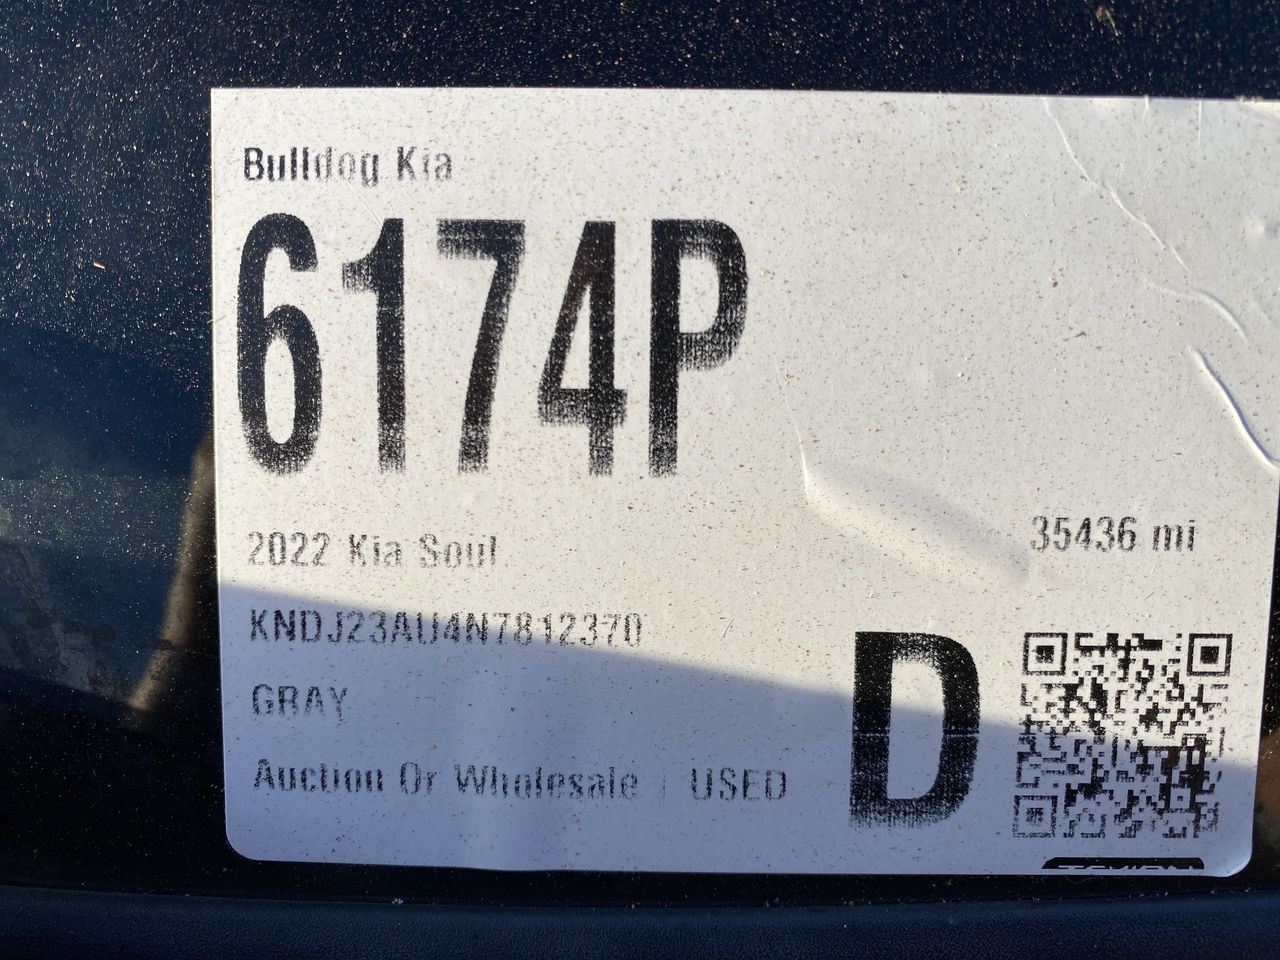 Bulldog Kia
6174P
2022 Kia Soul
35436 mi
KNDJ23AU4N7812370
GRAY
Auction Or Wholesale | USED
D